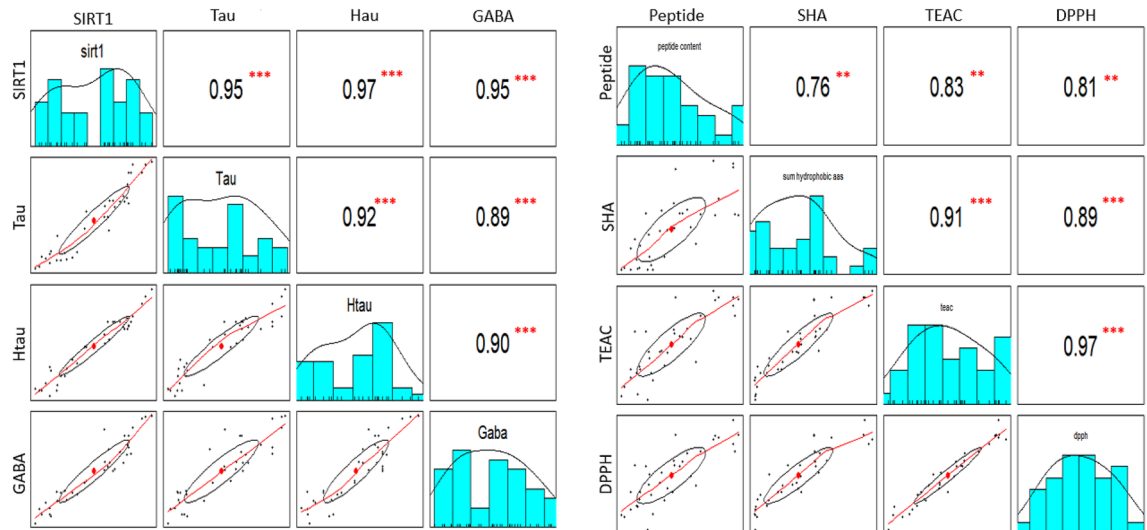 SIRT1 Tau Hau GABA
Peptide SHA TEAC DPPH
SIRT1
sirt1
0.95 ***
0.97 ***
0.95 ***
Tau
Tau
0.92 ***
0.89 ***
Htau
Htau
0.90 ***
GABA
Gaba
Peptide
peptide content
0.76 **
0.83 **
0.81 **
SHA
sum hydrophobic aas
0.91 ***
0.89 ***
TEAC
teac
0.97 ***
DPPH
dpph